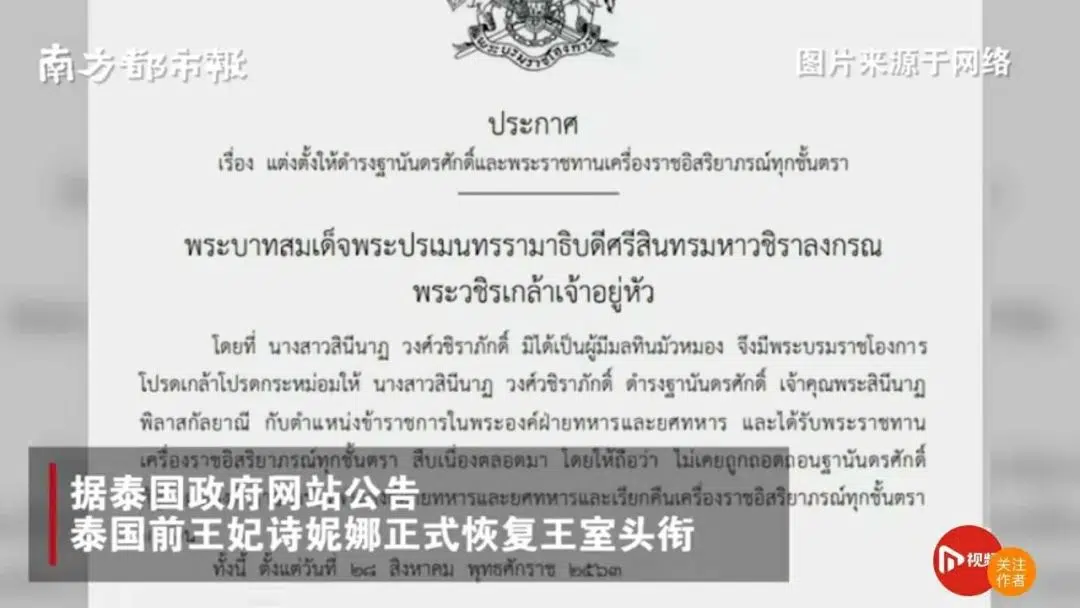 พระบรมราชโองการ
南方都市报
图片来源于网络
ประกาศ
เรื่อง แต่งตั้งให้ดำรงฐานันดรศักดิ์และพระราชทานเครื่องราชอิสริยาภรณ์ทุกชั้นตรา
พระบาทสมเด็จพระปรเมนทรรามาธิบดีศรีสินทรมหาวชิราลงกรณ
พระวชิรเกล้าเจ้าอยู่หัว
โดยที่ นางสาวสินีนาฏ วงศ์วชิราภักดิ์ มิได้เป็นผู้มีมลทินมัวหมอง จึงมีพระบรมราชโองการ
โปรดเกล้าโปรดกระหม่อมให้ นางสาวสินีนาฏ วงศ์วชิราภักดิ์ ดำรงฐานันดรศักดิ์ เจ้าคุณพระสินีนาฏ
พิลาสกัลยาณี กับตำแหน่งข้าราชการในพระองค์ฝ่ายทหารและยศทหาร และได้รับพระราชทาน
เครื่องราชอิสริยาภรณ์ทุกชั้นตรา สืบเนื่องตลอดมา โดยให้ถือว่า ไม่เคยถูกถอดถอนฐานันดรศักดิ์
ทหารและยศทหารและเรียกคืนเครื่องราชอิสริยาภรณ์ทุกชั้นตรา
据泰国政府网站公告
泰国前王妃诗妮娜正式恢复王室头衔
ทั้งนี้ ตั้งแต่วันที่ ๒๘ สิงหาคม พุทธศักราช ๒๕๖๓
视频
关注
作者